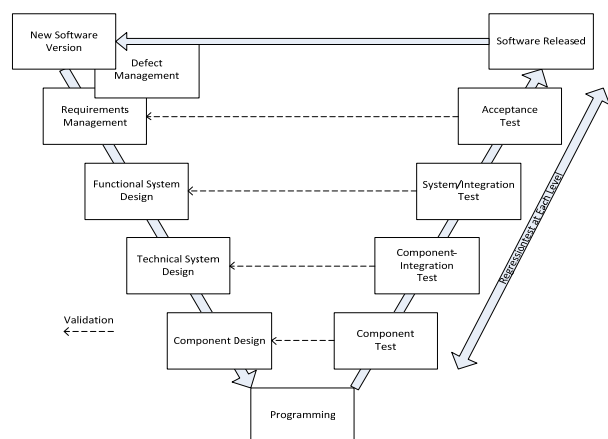 New Software
Version
Software Released
Defect
Management
Requirements
Management
Acceptance
Test
Functional System
Design
System/Integration
Test
Regressiontest at Each Level
Technical System
Design
Component-
Integration
Test
Validation
Component Design
Component
Test
Programming